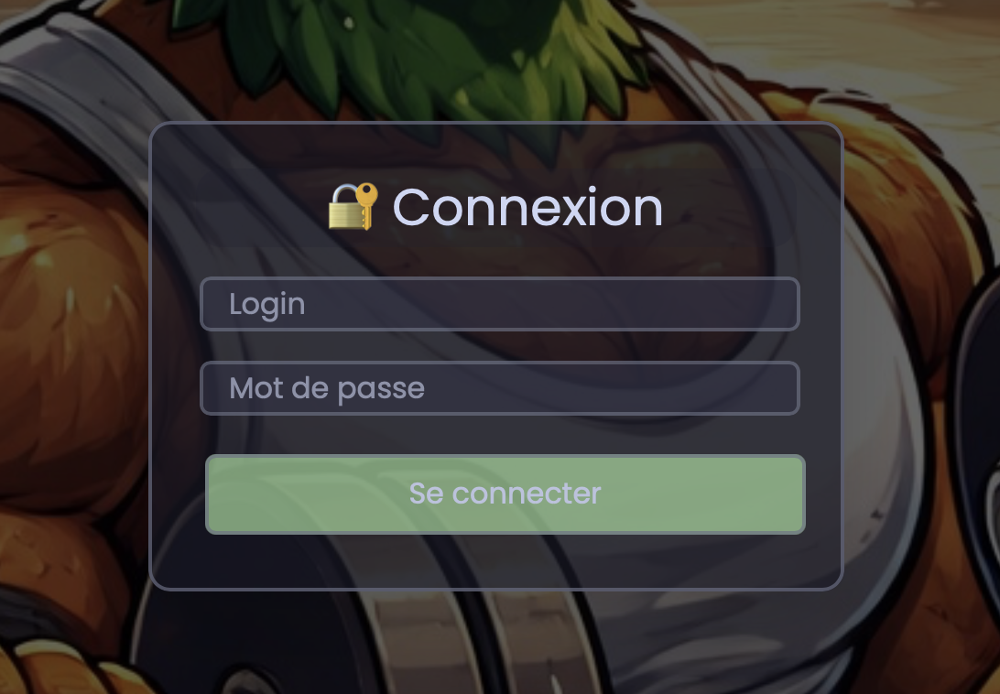 🔐 Connexion
Login
Mot de passe
Se connecter